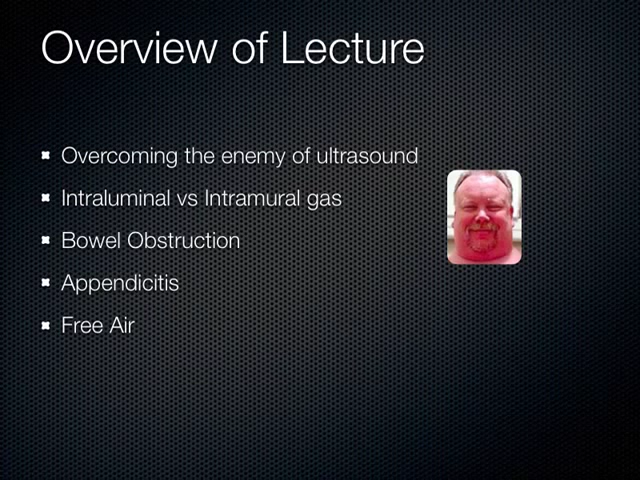 Overview of Lecture
Overcoming the enemy of ultrasound
Intraluminal vs Intramural gas
Bowel Obstruction
Appendicitis
Free Air